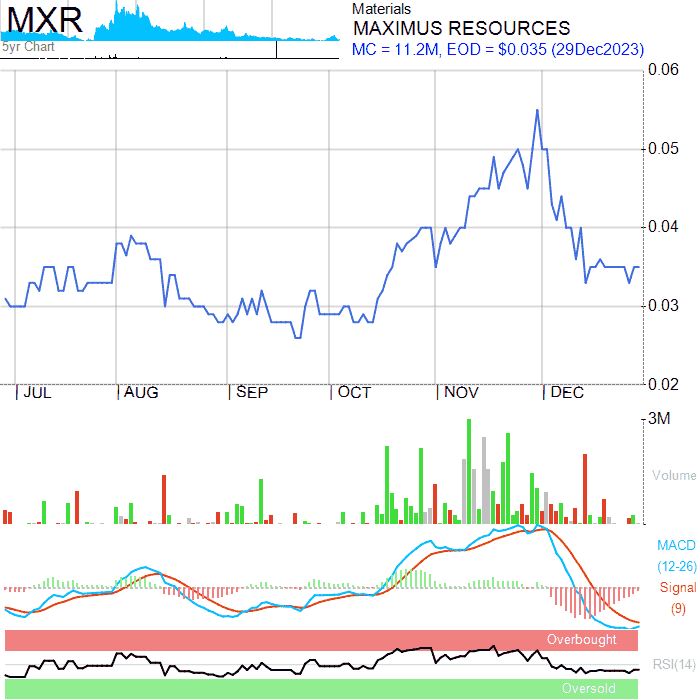 MXR
5yr Chart
Materials
MAXIMUS RESOURCES
MC = 11.2M, EOD = $0.035 (29Dec2023)
0.06
0.05
0.04
0.03
0.02
JUL AUG SEP OCT NOV DEC
3M
Volume
MACD
(12-26)
Signal
(9)
Overbought
RSI(14)
Oversold